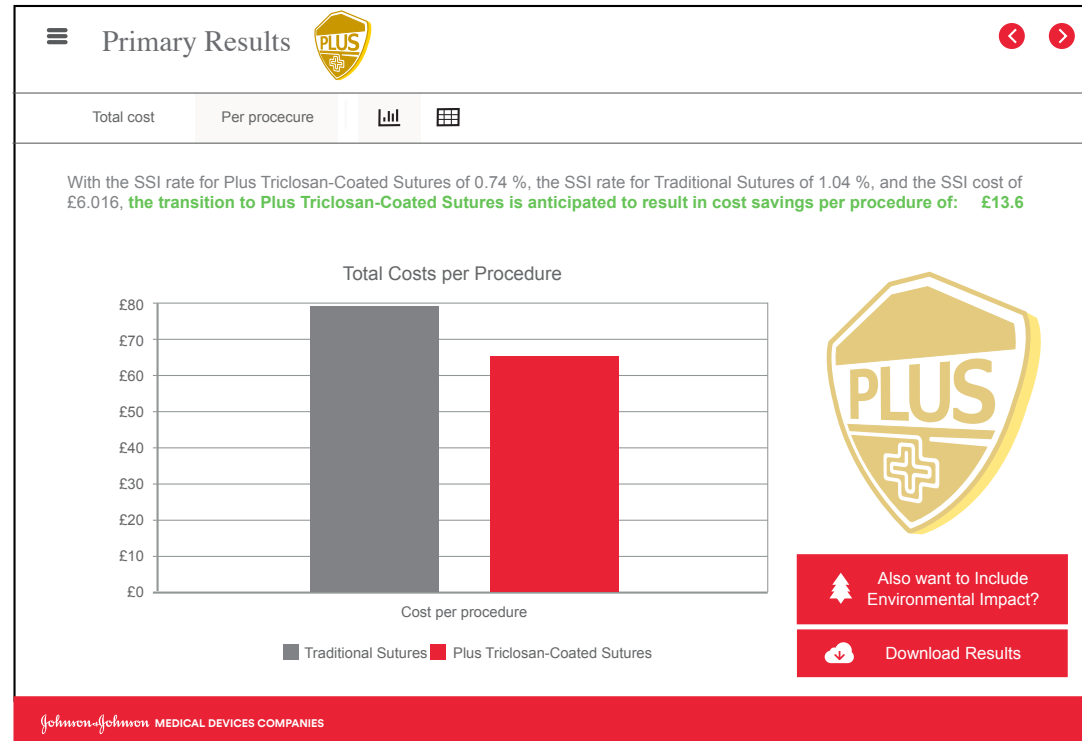 Primary Results
PLUS
Total cost
Per procecure
With the SSI rate for Plus Triclosan-Coated Sutures of 0.74 %, the SSI rate for Traditional Sutures of 1.04 %, and the SSI cost of
£6.016, the transition to Plus Triclosan-Coated Sutures is anticipated to result in cost savings per procedure of: £13.6
Total Costs per Procedure
£80
£70
£60
£50
£40
£30
£20
£10
£0
Cost per procedure
Traditional Sutures
Plus Triclosan-Coated Sutures
PLUS
Also want to Include
Environmental Impact?
Download Results
Johnson&Johnson MEDICAL DEVICES COMPANIES